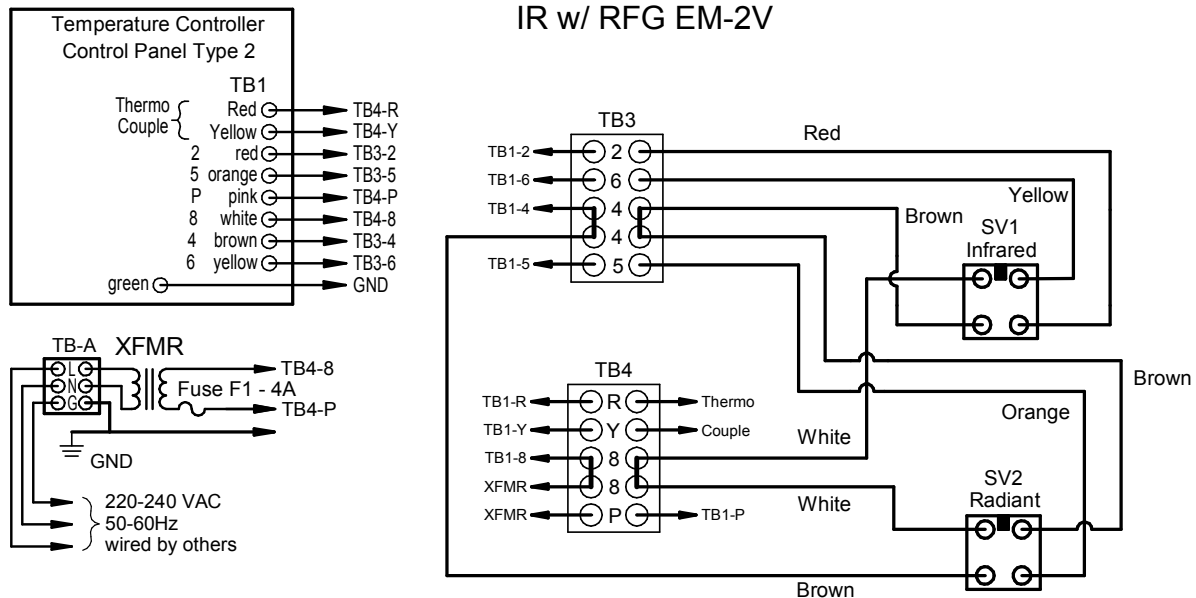 IR w/ RFG EM-2V
Temperature Controller
Control Panel Type 2
TB1
Thermo
Couple
Red TB4-R
Yellow TB4-Y
2 red TB3-2
5 orange TB3-5
P pink TB4-P
8 white TB4-8
4 brown TB3-4
6 yellow TB3-6
green GND
TB-A XFMR
L TB4-8
N Fuse F1 - 4A
G TB4-P
GND
220-240 VAC
50-60Hz
wired by others
TB3
TB1-2 2 Red
TB1-6 6 Yellow
TB1-4 4 Brown
4
TB1-5 5
SV1
Infrared
TB4
TB1-R R Thermo
TB1-Y Y Couple
TB1-8 8 White
XFMR 8 White
XFMR P TB1-P
Brown
Orange
SV2
Radiant
Brown